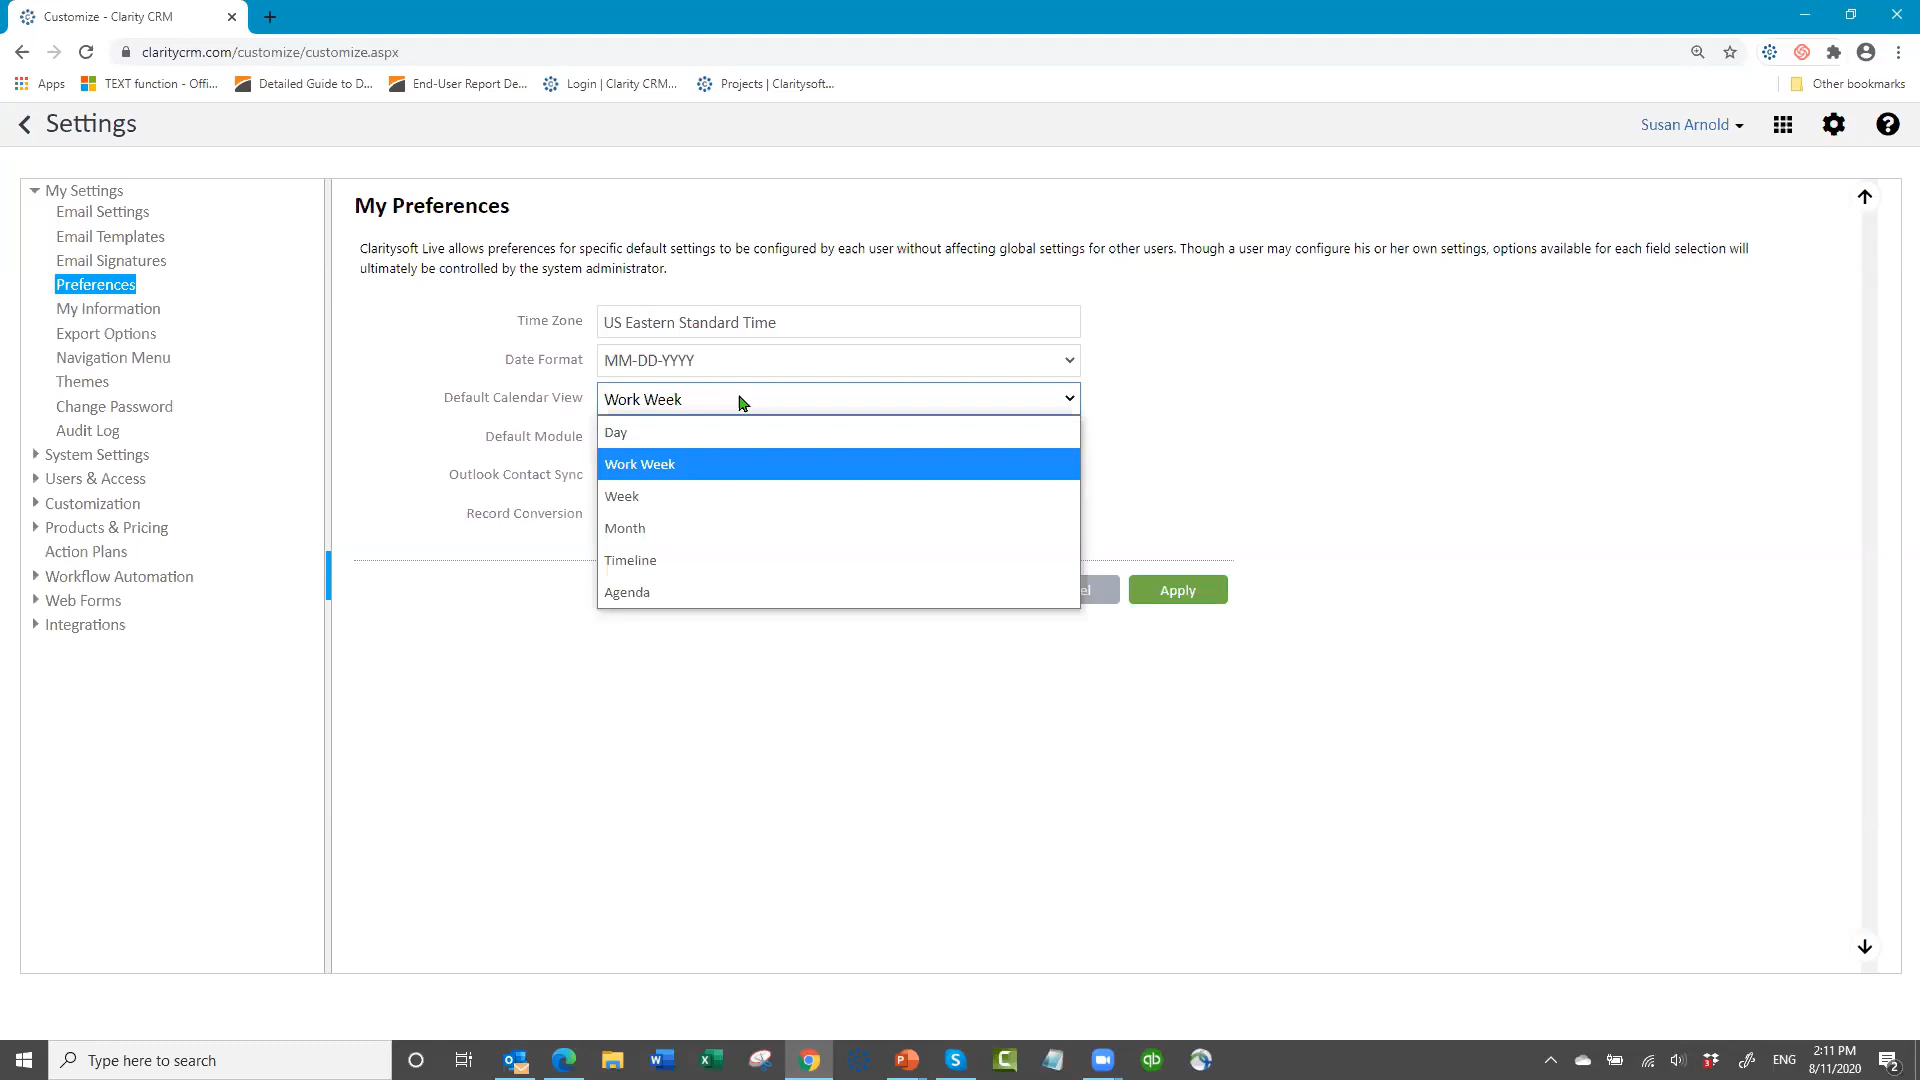 Customize - Clarity CRM
claritycrm.com/customize/customize.aspx
Apps
TEXT function - Offi...
Detailed Guide to D...
End-User Report De...
Login | Clarity CRM...
Projects | Claritysoft...
Other bookmarks
Settings
Susan Arnold
My Settings
Email Settings
Email Templates
Email Signatures
Preferences
My Information
Export Options
Navigation Menu
Themes
Change Password
Audit Log
System Settings
Users & Access
Customization
Products & Pricing
Action Plans
Workflow Automation
Web Forms
Integrations
My Preferences
Claritysoft Live allows preferences for specific default settings to be configured by each user without affecting global settings for other users. Though a user may configure his or her own settings, options available for each field selection will
ultimately be controlled by the system administrator.
Time Zone
US Eastern Standard Time
Date Format
MM-DD-YYYY
Default Calendar View
Work Week
Default Module
Outlook Contact Sync
Record Conversion
Day
Work Week
Week
Month
Timeline
Agenda
el
Apply
Type here to search
ENG
2:11 PM
8/11/2020
2